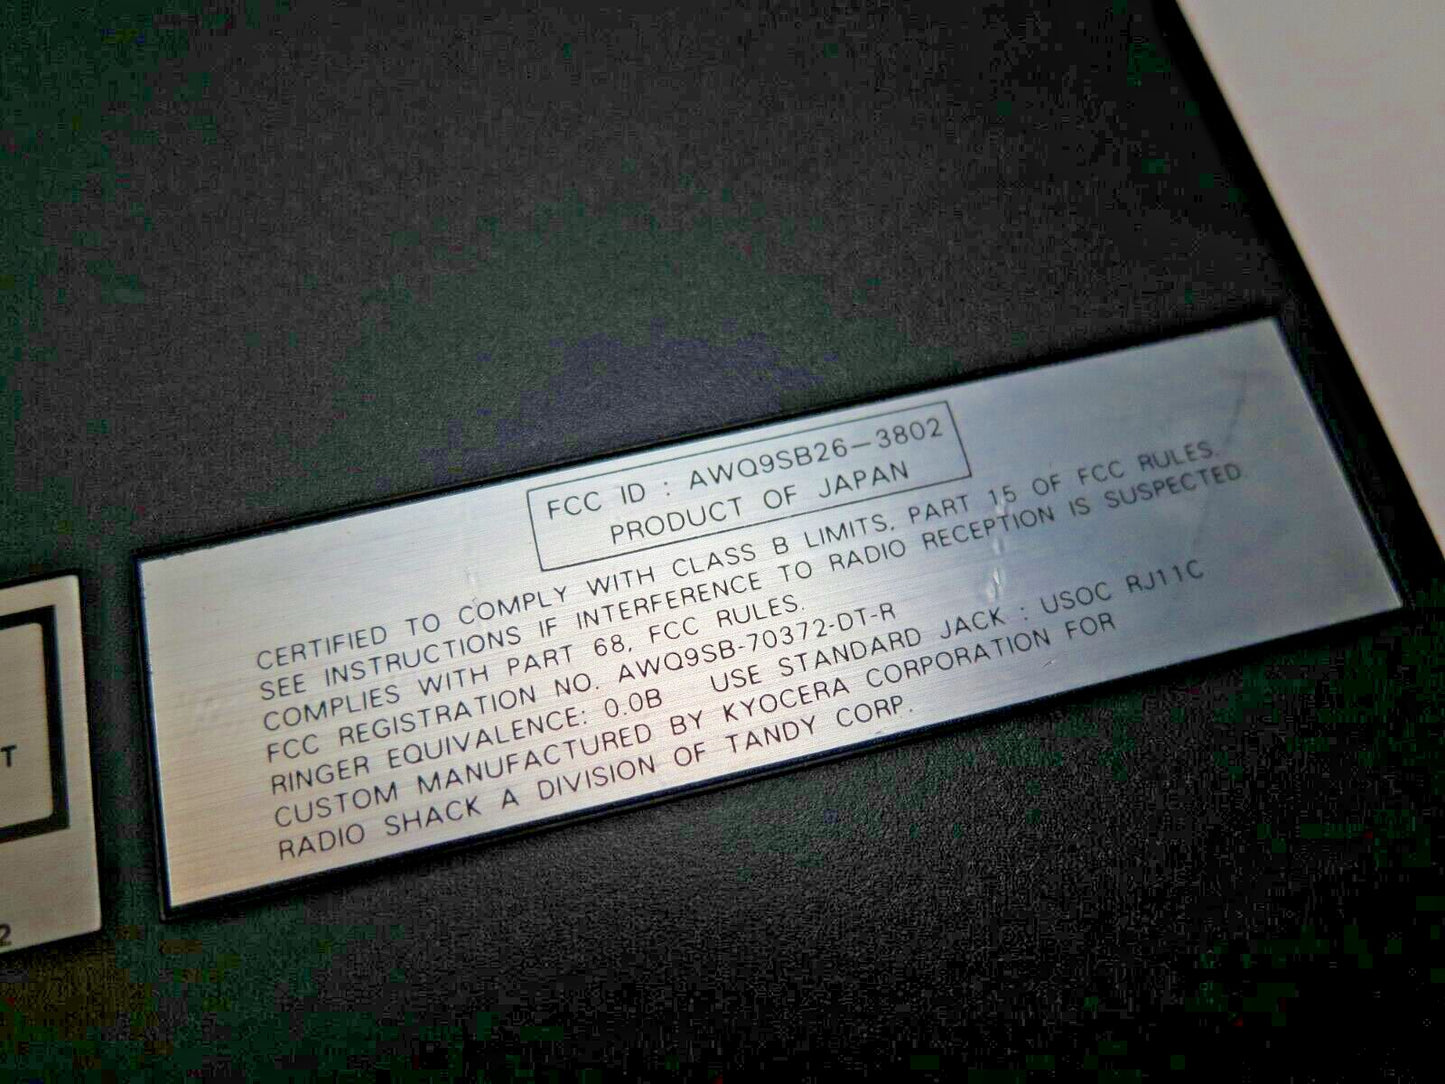 FCC ID : AWQ9SB26-3802
PRODUCT OF JAPAN
CERTIFIED TO COMPLY WITH CLASS B LIMITS, PART 15 OF FCC RULES.
SEE INSTRUCTIONS IF INTERFERENCE TO RADIO RECEPTION IS SUSPECTED.
COMPLIES WITH PART 68, FCC RULES.
FCC REGISTRATION NO. AWQ9SB-70372-DT-R
RINGER EQUIVALENCE: 0.0B USE STANDARD JACK : USOC RJ11C
CUSTOM MANUFACTURED BY KYOCERA CORPORATION FOR
RADIO SHACK A DIVISION OF TANDY CORP.
T
2